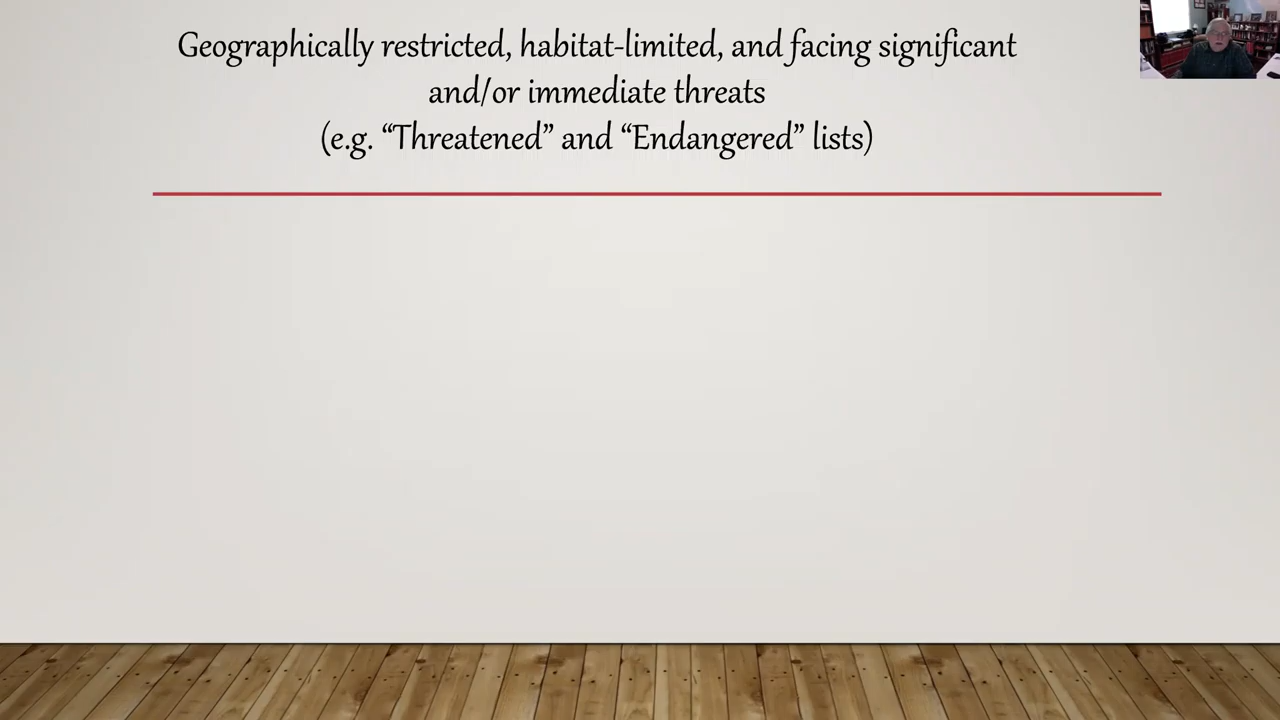 Geographically restricted, habitat-limited, and facing significant
and/or immediate threats
(e.g. “Threatened” and “Endangered” lists)